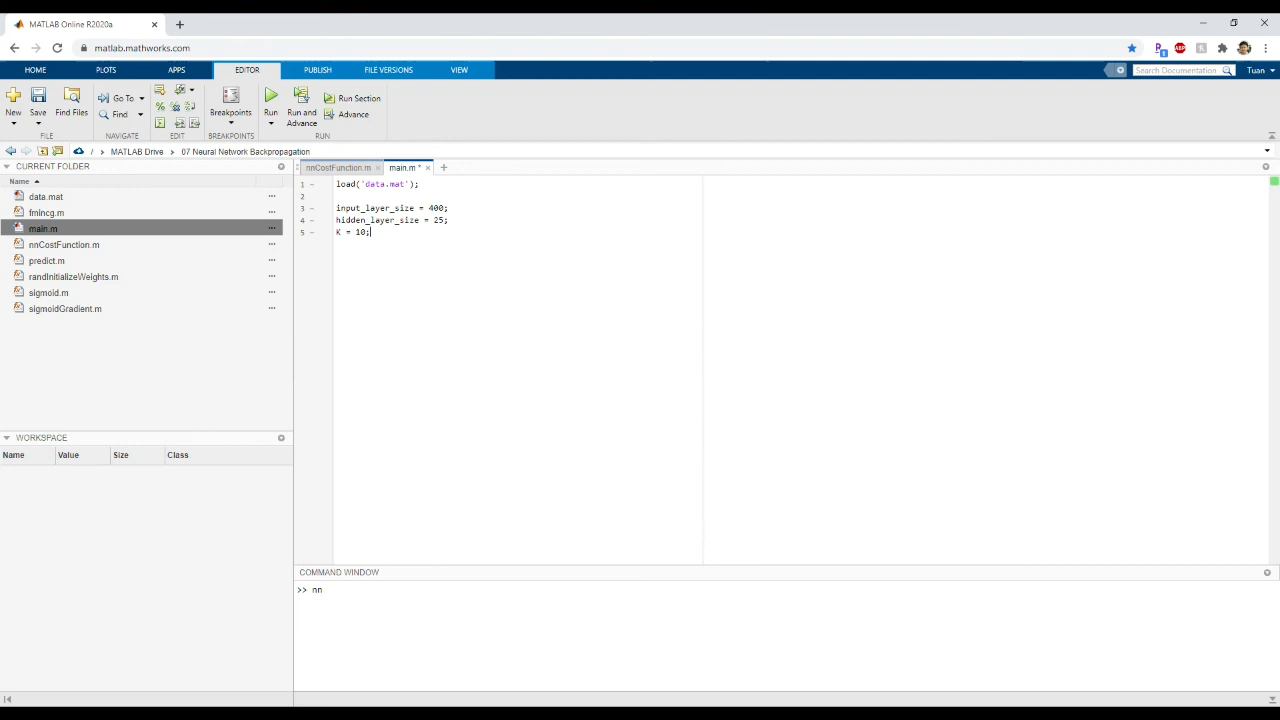 MATLAB Online R2020a
matlab.mathworks.com
HOME PLOTS APPS EDITOR PUBLISH FILE VERSIONS VIEW
Search Documentation Tuan
New Save Find Files Go To Find Breakpoints Run Run and Advance Run Section Advance
FILE NAVIGATE EDIT BREAKPOINTS RUN
/ MATLAB Drive 07 Neural Network Backpropagation
CURRENT FOLDER
Name
data.mat
fmincg.m
main.m
nnCostFunction.m
predict.m
randInitializeWeights.m
sigmoid.m
sigmoidGradient.m
WORKSPACE
Name Value Size Class
nnCostFunction.m main.m *
1 load('data.mat');
2
3 input_layer_size = 400;
4 hidden_layer_size = 25;
5 K = 10;
COMMAND WINDOW
>> nn